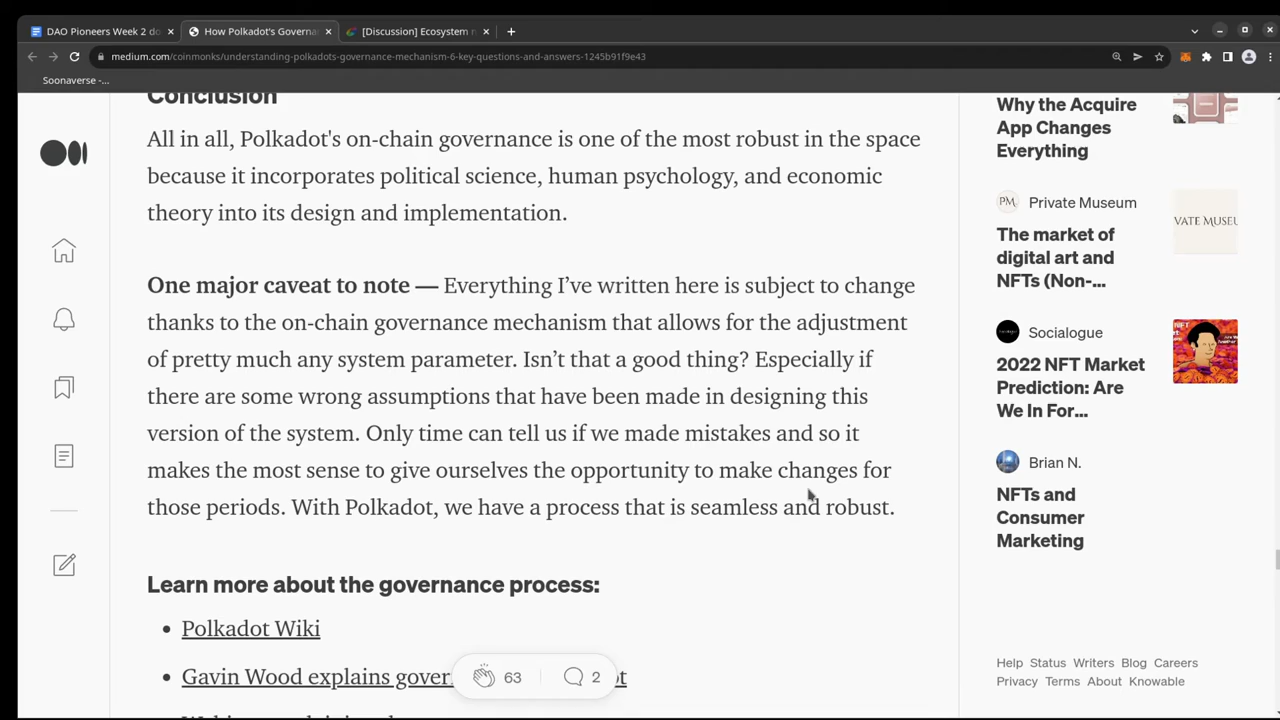 DAO Pioneers Week 2 do
How Polkadot's Governa
[Discussion] Ecosystem r
medium.com/coinmonks/understanding-polkadots-governance-mechanism-6-key-questions-and-answers-1245b91f9e43
Soonaverse -...
Conclusion
All in all, Polkadot's on-chain governance is one of the most robust in the space
because it incorporates political science, human psychology, and economic
theory into its design and implementation.
One major caveat to note — Everything I've written here is subject to change
thanks to the on-chain governance mechanism that allows for the adjustment
of pretty much any system parameter. Isn't that a good thing? Especially if
there are some wrong assumptions that have been made in designing this
version of the system. Only time can tell us if we made mistakes and so it
makes the most sense to give ourselves the opportunity to make changes for
those periods. With Polkadot, we have a process that is seamless and robust.
Learn more about the governance process:
Polkadot Wiki
Gavin Wood explains gover
63
2
Why the Acquire
App Changes
Everything
PM.
Private Museum
The market of
digital art and
NFTs (Non-...
VATE MUSEU
Socialogue
2022 NFT Market
Prediction: Are
We In For...
Brian N.
NFTs and
Consumer
Marketing
Help Status Writers Blog Careers
Privacy Terms About Knowable